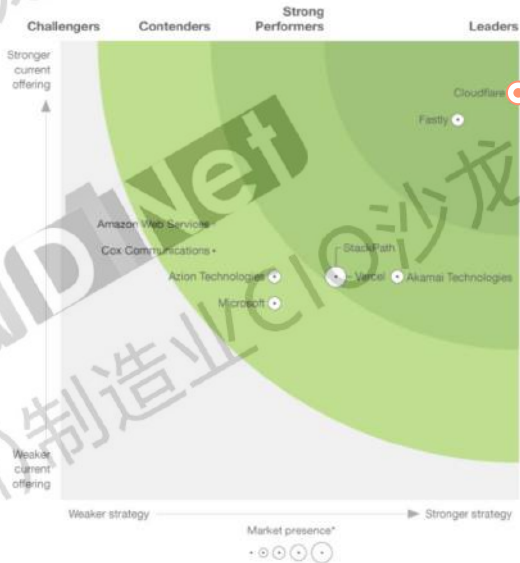 Challengers Contenders Strong Performers Leaders
Stronger current offering
Cloudflare
Fastly
Amazon Web Services
Cox Communications
StackPath
Azion Technologies
Vercel
Akamai Technologies
Microsoft
Weaker current offering
Weaker strategy
Stronger strategy
Market presence*
制造业CIO沙龙